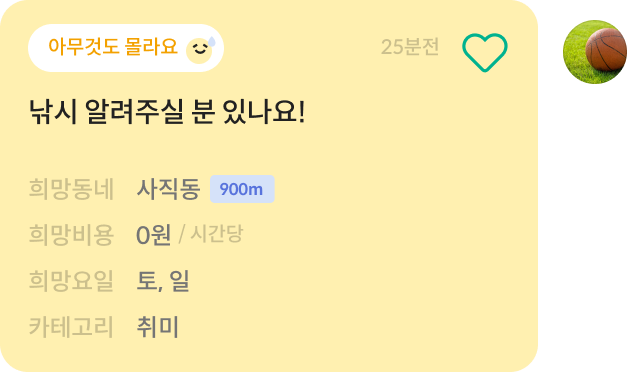 아무것도 몰라요
25분전
낚시 알려주실 분 있나요!
희망동네 사직동 900m
희망비용 0원 / 시간당
희망요일 토, 일
카테고리 취미